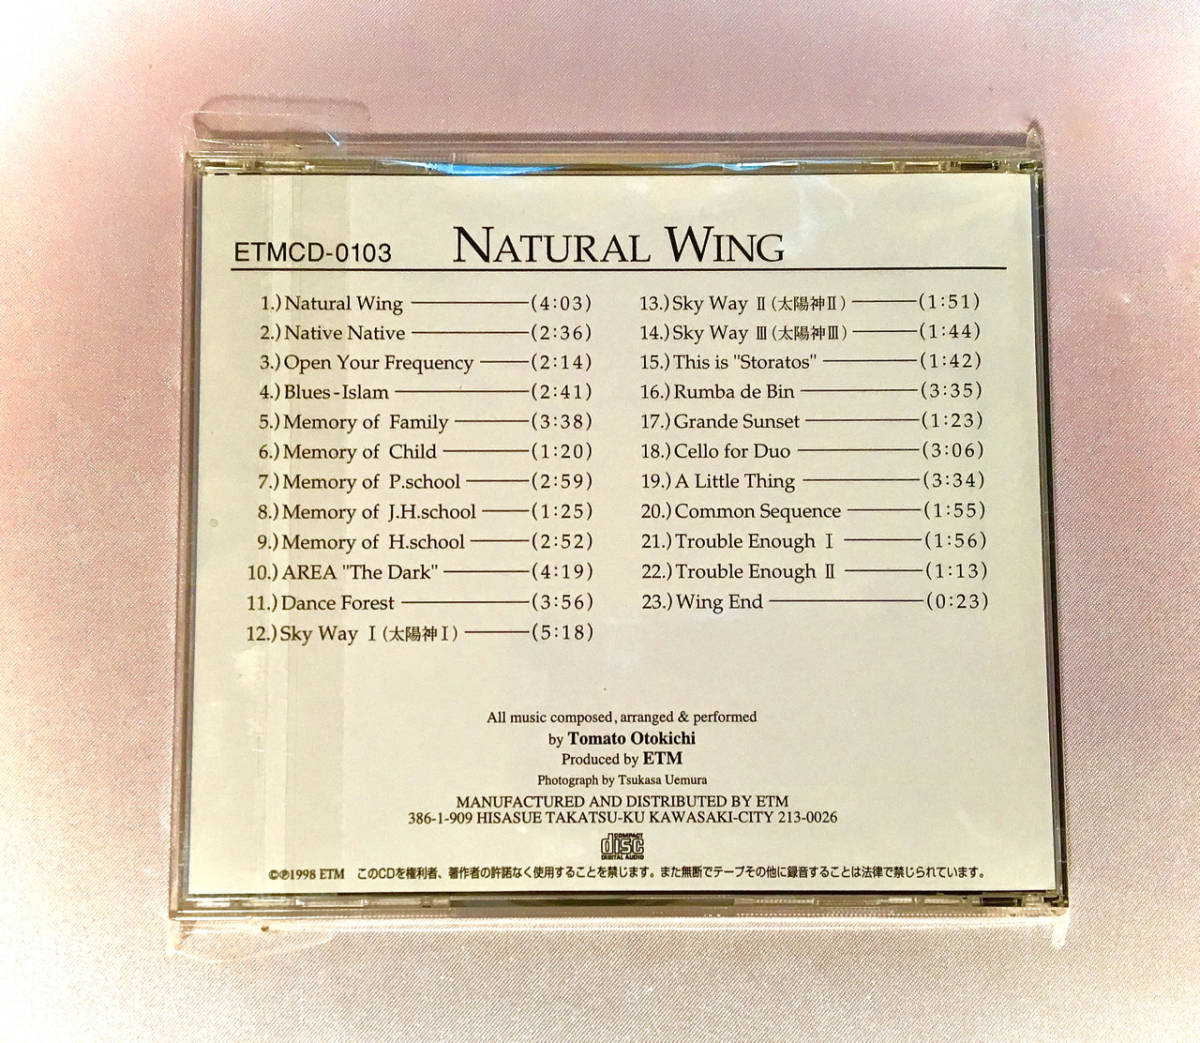 ETMCD-0103 NATURAL WING
1.) Natural Wing (4:03)
2.) Native Native (2:36)
3.) Open Your Frequency (2:14)
4.) Blues-Islam (2:41)
5.) Memory of Family (3:38)
6.) Memory of Child (1:20)
7.) Memory of P.school (2:59)
8.) Memory of J.H.school (1:25)
9.) Memory of H.school (2:52)
10.) AREA "The Dark" (4:19)
11.) Dance Forest (3:56)
12.) Sky Way Ⅰ (太陽神Ⅰ) (5:18)
13.) Sky Way Ⅱ (太陽神Ⅱ) (1:51)
14.) Sky Way Ⅲ (太陽神Ⅲ) (1:44)
15.) This is "Storatos" (1:42)
16.) Rumba de Bin (3:35)
17.) Grande Sunset (1:23)
18.) Cello for Duo (3:06)
19.) A Little Thing (3:34)
20.) Common Sequence (1:55)
21.) Trouble Enough Ⅰ (1:56)
22.) Trouble Enough Ⅱ (1:13)
23.) Wing End (0:23)
All music composed, arranged & performed
by Tomato Otokichi
Produced by ETM
Photograph by Tsukasa Uemura
MANUFACTURED AND DISTRIBUTED BY ETM
386-1-909 HISASUE TAKATSU-KU KAWASAKI-CITY 213-0026
COMPACT
disc
DIGITAL AUDIO
©℗1998 ETM このCDを権利者、著作者の許諾なく使用することを禁じます。また無断でテープその他に録音することは法律で禁じられています。